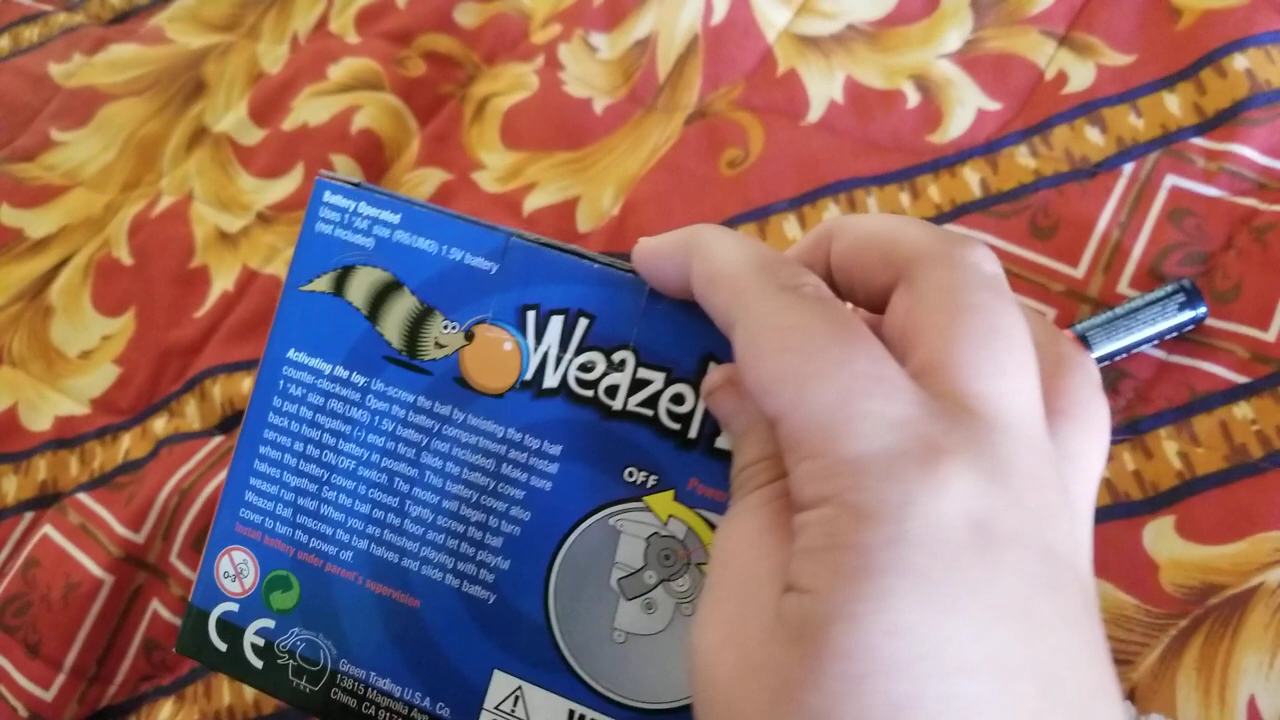 Battery Operated
Uses 1 "AA" size (R6/UM3) 1.5V battery
(not included)
Weazel
Activating the toy: Un-screw the ball by twisting the top half
counter-clockwise. Open the battery compartment and install
1 "AA" size (R6/UM3) 1.5V battery (not included). Make sure
to put the negative (-) end in first. Slide the battery cover
back to hold the battery in position. This battery cover also
serves as the ON/OFF switch. The motor will begin to turn
when the battery cover is closed. Tightly screw the ball
halves together. Set the ball on the floor and let the playful
weasel run wild! When you are finished playing with the
Weazel Ball, unscrew the ball halves and slide the battery
cover to turn the power off.
Install battery under parent's supervision
OFF
Power
0-3
CE
Green Trading U.S.A. Co.
13815 Magnolia Ave.
Chino, CA 917